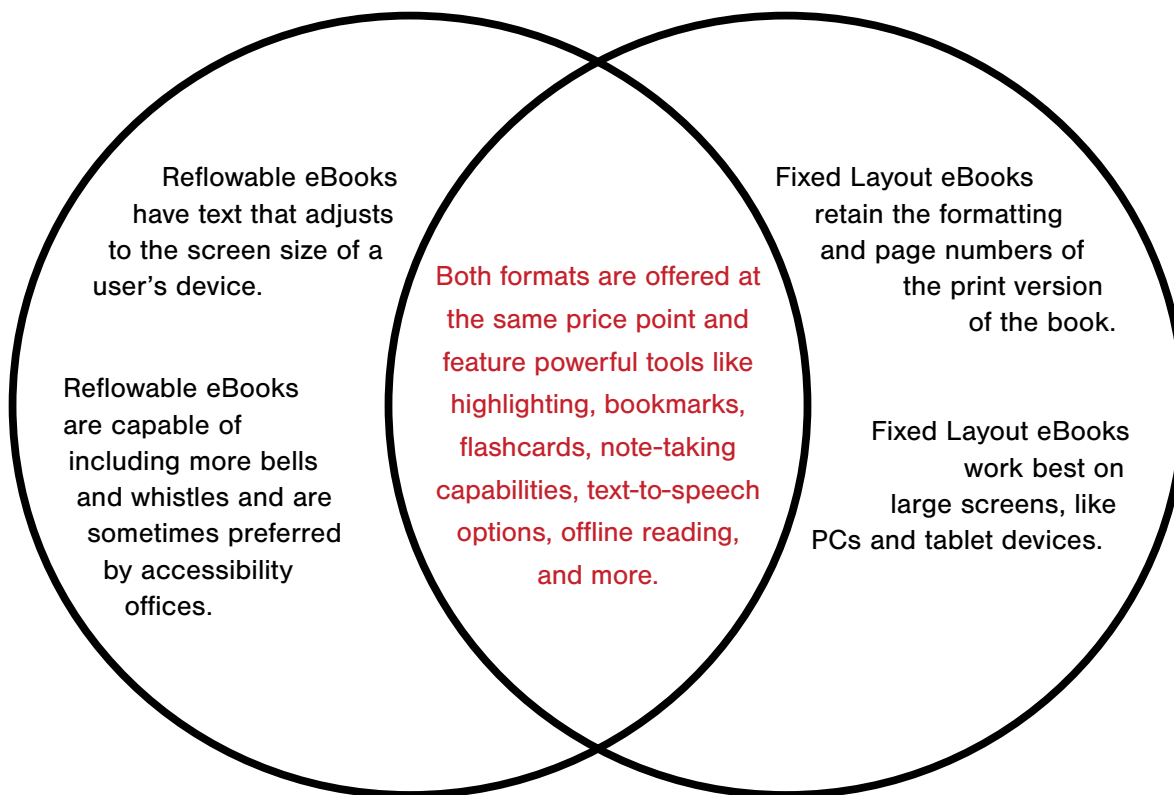 Reflowable eBooks
have text that adjusts
to the screen size of a
user’s device.
Reflowable eBooks
are capable of
including more bells
and whistles and are
sometimes preferred
by accessibility
offices.
Both formats are offered at
the same price point and
feature powerful tools like
highlighting, bookmarks,
flashcards, note-taking
capabilities, text-to-speech
options, offline reading,
and more.
Fixed Layout eBooks
retain the formatting
and page numbers of
the print version
of the book.
Fixed Layout eBooks
work best on
large screens, like
PCs and tablet devices.